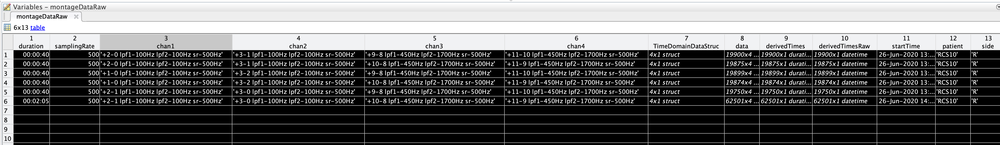 Variables - montageDataRaw
montageDataRaw
6x13 table
1 2 3 4 5 6 7 8 9 10 11 12 13
duration samplingRate chan1 chan2 chan3 chan4 TimeDomainDataStruc data derivedTimes derivedTimesRaw startTime patient side
1 00:00:40 500 '+2-0 lpf1-100Hz lpf2-100Hz sr-500Hz' '+3-1 lpf1-100Hz lpf2-100Hz sr-500Hz' '+9-8 lpf1-450Hz lpf2-1700Hz sr-500Hz' '+11-10 lpf1-450Hz lpf2-1700Hz sr-500Hz' 4x1 struct 19900x4 ... 19900x1 durati... 19900x1 datetime 26-Jun-2020 13:... 'RCS10' 'R'
2 00:00:40 500 '+2-0 lpf1-100Hz lpf2-100Hz sr-500Hz' '+3-1 lpf1-100Hz lpf2-100Hz sr-500Hz' '+10-8 lpf1-450Hz lpf2-1700Hz sr-500Hz' '+11-9 lpf1-450Hz lpf2-1700Hz sr-500Hz' 4x1 struct 19875x4 ... 19875x1 durati... 19875x1 datetime 26-Jun-2020 13:... 'RCS10' 'R'
3 00:00:40 500 '+1-0 lpf1-100Hz lpf2-100Hz sr-500Hz' '+3-2 lpf1-100Hz lpf2-100Hz sr-500Hz' '+9-8 lpf1-450Hz lpf2-1700Hz sr-500Hz' '+11-10 lpf1-450Hz lpf2-1700Hz sr-500Hz' 4x1 struct 19899x4 ... 19899x1 durati... 19899x1 datetime 26-Jun-2020 13:... 'RCS10' 'R'
4 00:00:40 500 '+1-0 lpf1-100Hz lpf2-100Hz sr-500Hz' '+3-2 lpf1-100Hz lpf2-100Hz sr-500Hz' '+10-8 lpf1-450Hz lpf2-1700Hz sr-500Hz' '+11-9 lpf1-450Hz lpf2-1700Hz sr-500Hz' 4x1 struct 19874x4 ... 19874x1 durati... 19874x1 datetime 26-Jun-2020 13:... 'RCS10' 'R'
5 00:00:40 500 '+2-1 lpf1-100Hz lpf2-100Hz sr-500Hz' '+3-0 lpf1-100Hz lpf2-100Hz sr-500Hz' '+9-8 lpf1-450Hz lpf2-1700Hz sr-500Hz' '+11-10 lpf1-450Hz lpf2-1700Hz sr-500Hz' 4x1 struct 19750x4 ... 19750x1 durati... 19750x1 datetime 26-Jun-2020 13:... 'RCS10' 'R'
6 00:02:05 500 '+2-1 lpf1-100Hz lpf2-100Hz sr-500Hz' '+3-0 lpf1-100Hz lpf2-100Hz sr-500Hz' '+10-8 lpf1-450Hz lpf2-1700Hz sr-500Hz' '+11-9 lpf1-450Hz lpf2-1700Hz sr-500Hz' 4x1 struct 62501x4 ... 62501x1 durati... 62501x1 datetime 26-Jun-2020 14:... 'RCS10' 'R'
7
8
9
10